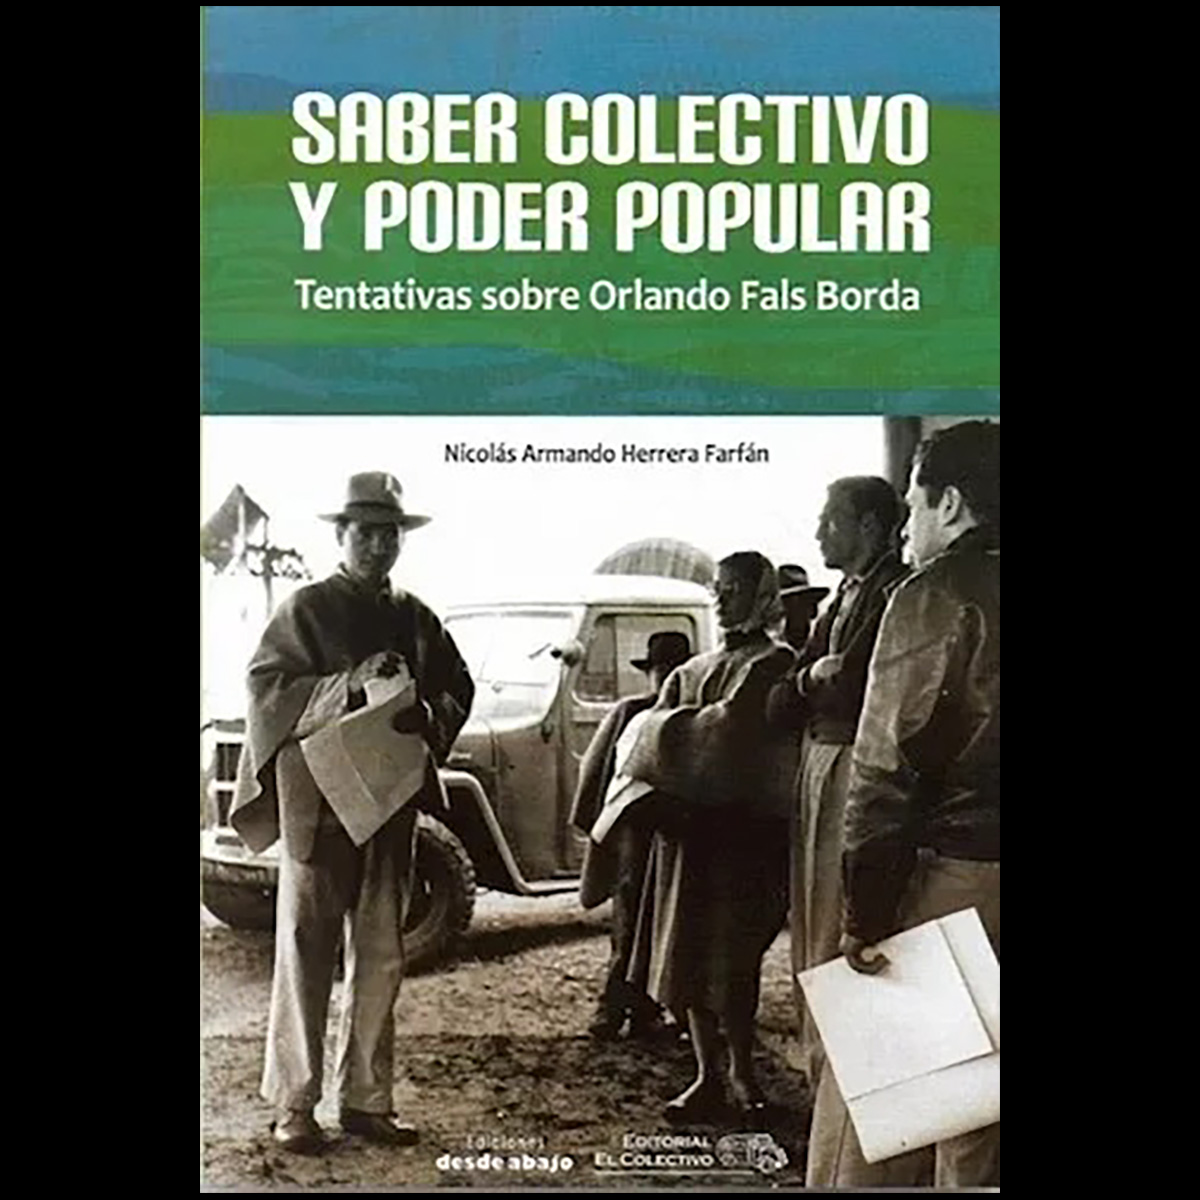 SABER COLECTIVO
Y PODER POPULAR
Tentativas sobre Orlando Fals Borda
Nicolás Armando Herrera Farfán
Ediciones
desde abajo
EDITORIAL
EL COLECTIVO